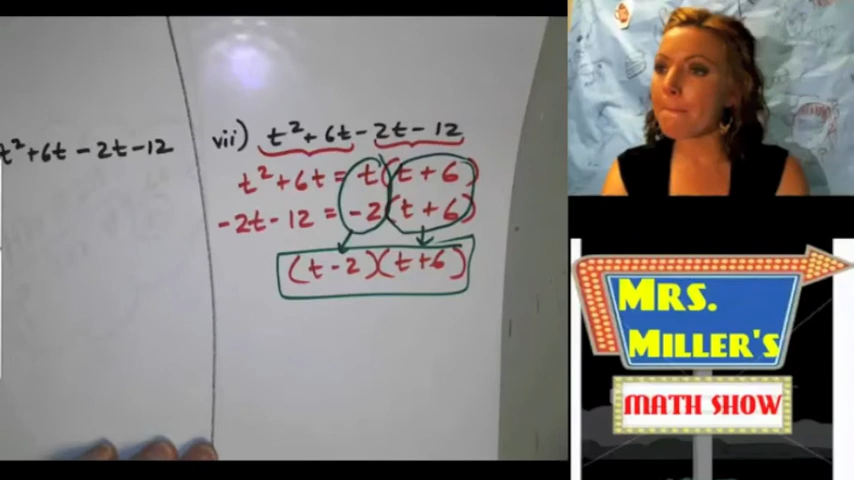 t²+6t-2t-12
vii) t²+6t-2t-12
t²+6t = t(t+6)
-2t-12 = -2(t+6)
(t-2)(t+6)
MRS.
MILLER'S
MATH SHOW